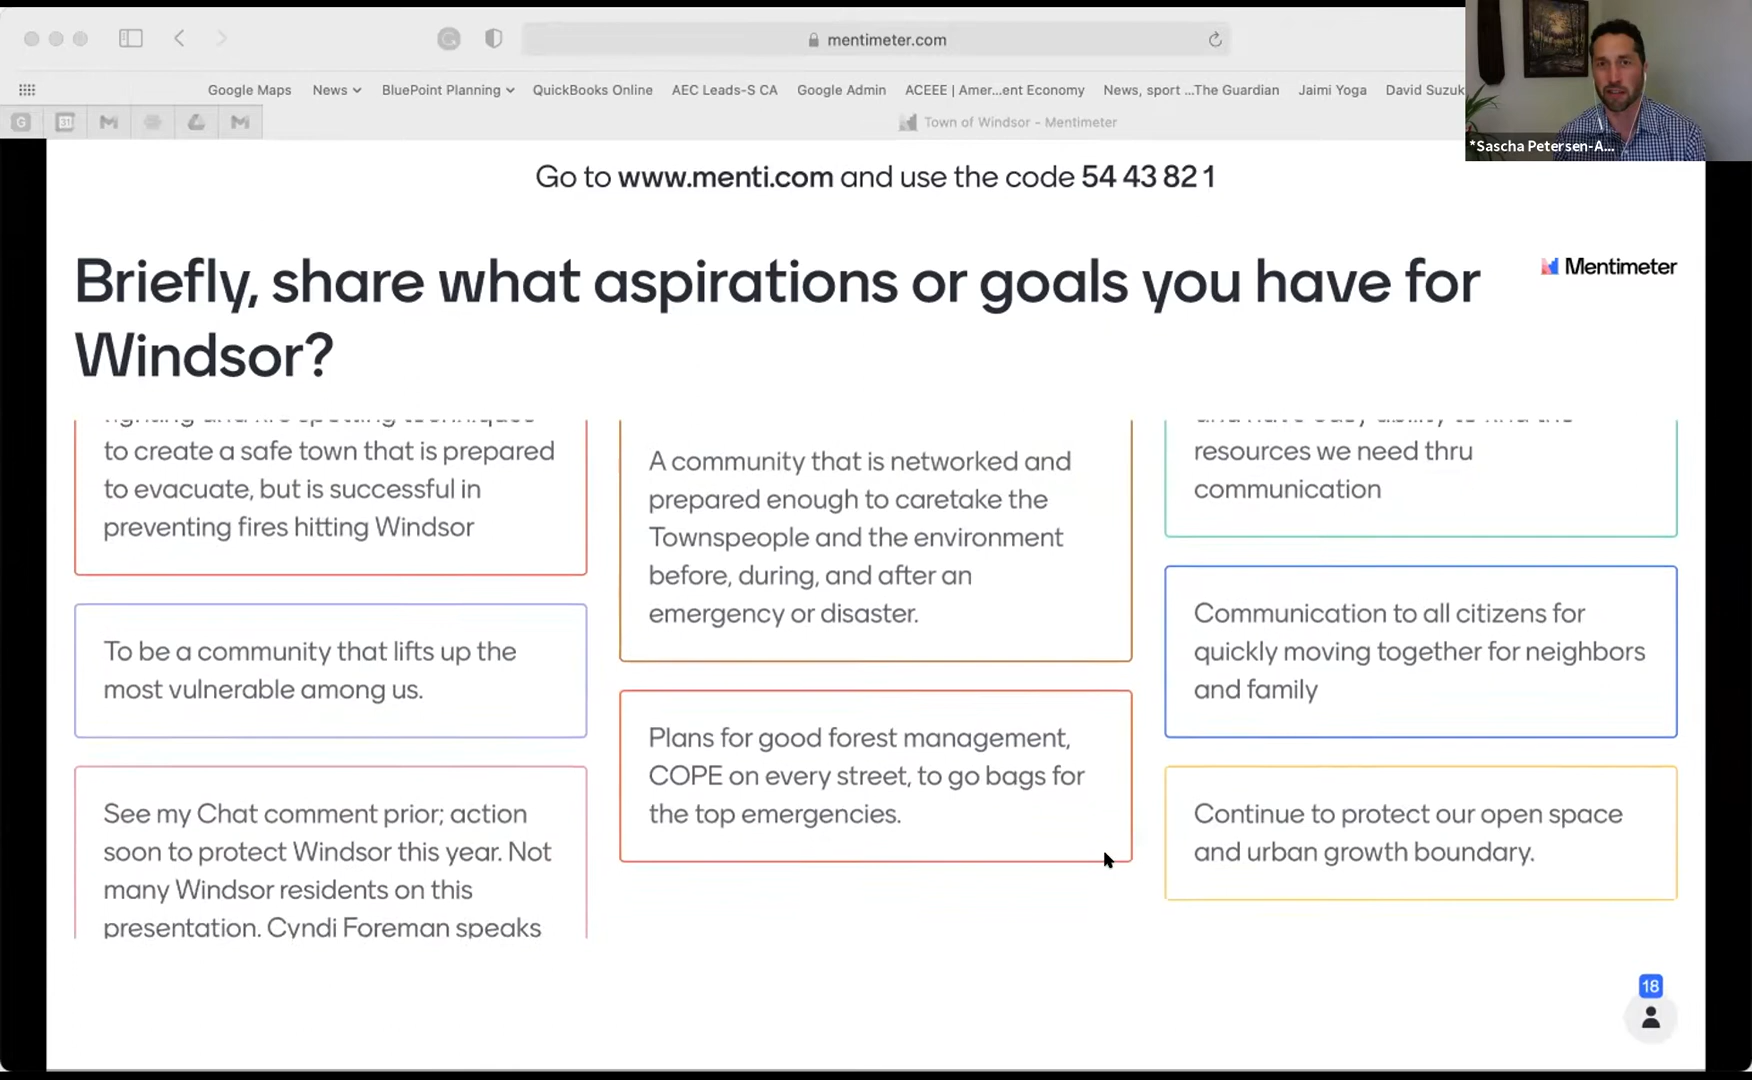 mentimeter.com
Google Maps
News
BluePoint Planning
QuickBooks Online
AEC Leads-S CA
Google Admin
ACEEE | Amer...ent Economy
News, sport ...The Guardian
Jaimi Yoga
David Suzuk
Town of Windsor - Mentimeter
*Sascha Petersen-A...
Go to www.menti.com and use the code 54 43 82 1
Briefly, share what aspirations or goals you have for
Windsor?
Mentimeter
to create a safe town that is prepared
to evacuate, but is successful in
preventing fires hitting Windsor
To be a community that lifts up the
most vulnerable among us.
See my Chat comment prior; action
soon to protect Windsor this year. Not
many Windsor residents on this
presentation. Cyndi Foreman speaks
A community that is networked and
prepared enough to caretake the
Townspeople and the environment
before, during, and after an
emergency or disaster.
Plans for good forest management,
COPE on every street, to go bags for
the top emergencies.
resources we need thru
communication
Communication to all citizens for
quickly moving together for neighbors
and family
Continue to protect our open space
and urban growth boundary.
18